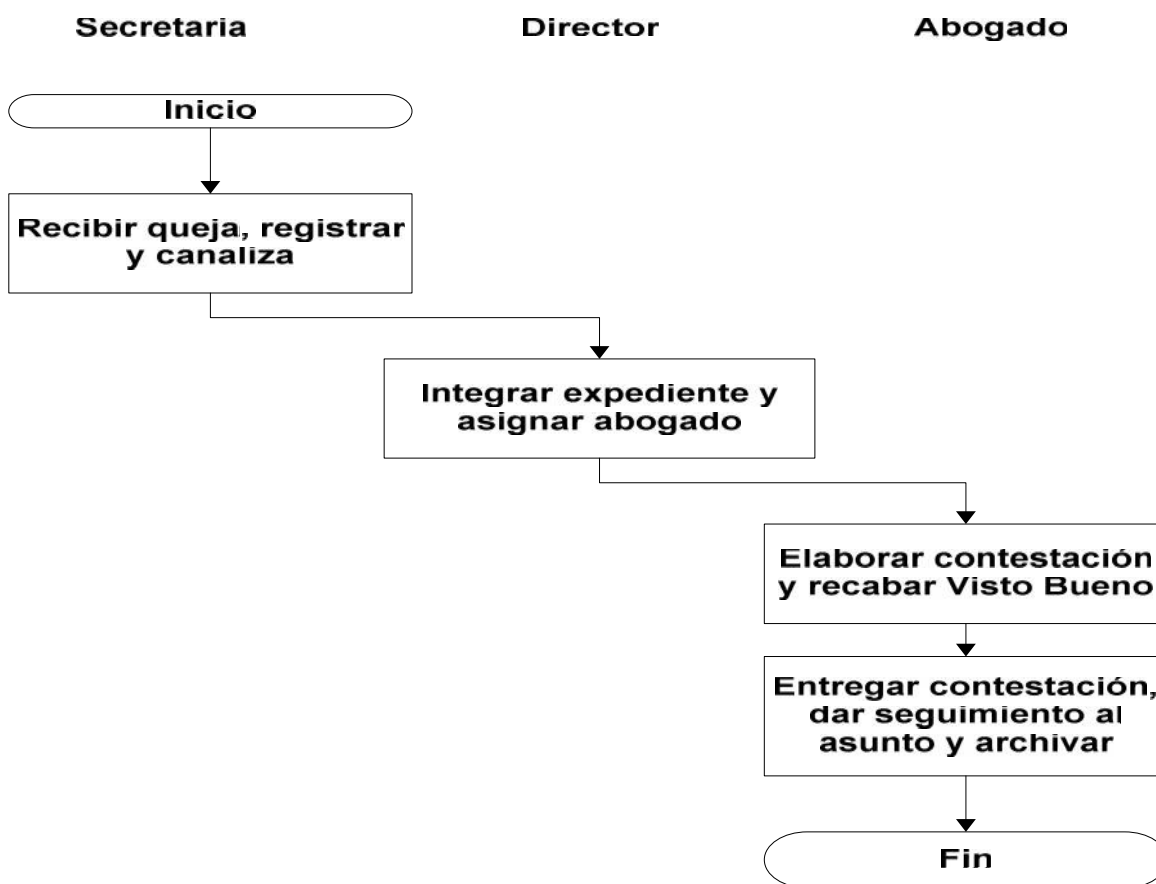 Secretaria
Director
Abogado
Inicio
Recibir queja, registrar
y canaliza
Integrar expediente y
asignar abogado
Elaborar contestación
y recabar Visto Bueno
Entregar contestación,
dar seguimiento al
asunto y archivar
Fin